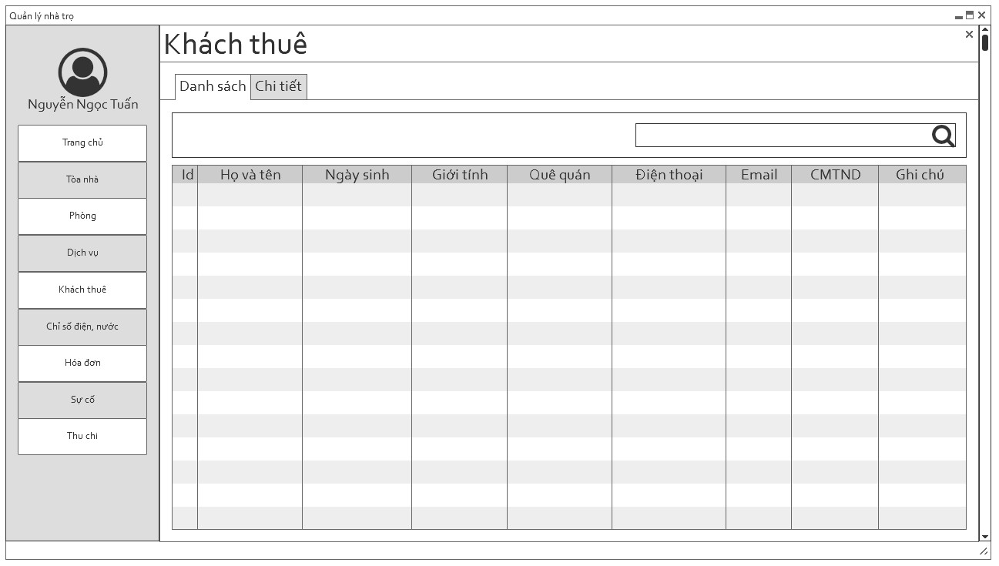 Quản lý nhà trọ
Khách thuê
Nguyễn Ngọc Tuấn
Trang chủ
Tòa nhà
Phòng
Dịch vụ
Khách thuê
Chỉ số điện, nước
Hóa đơn
Sự cố
Thu chi
Danh sách Chi tiết
Id Họ và tên Ngày sinh Giới tính Quê quán Điện thoại Email CMTND Ghi chú